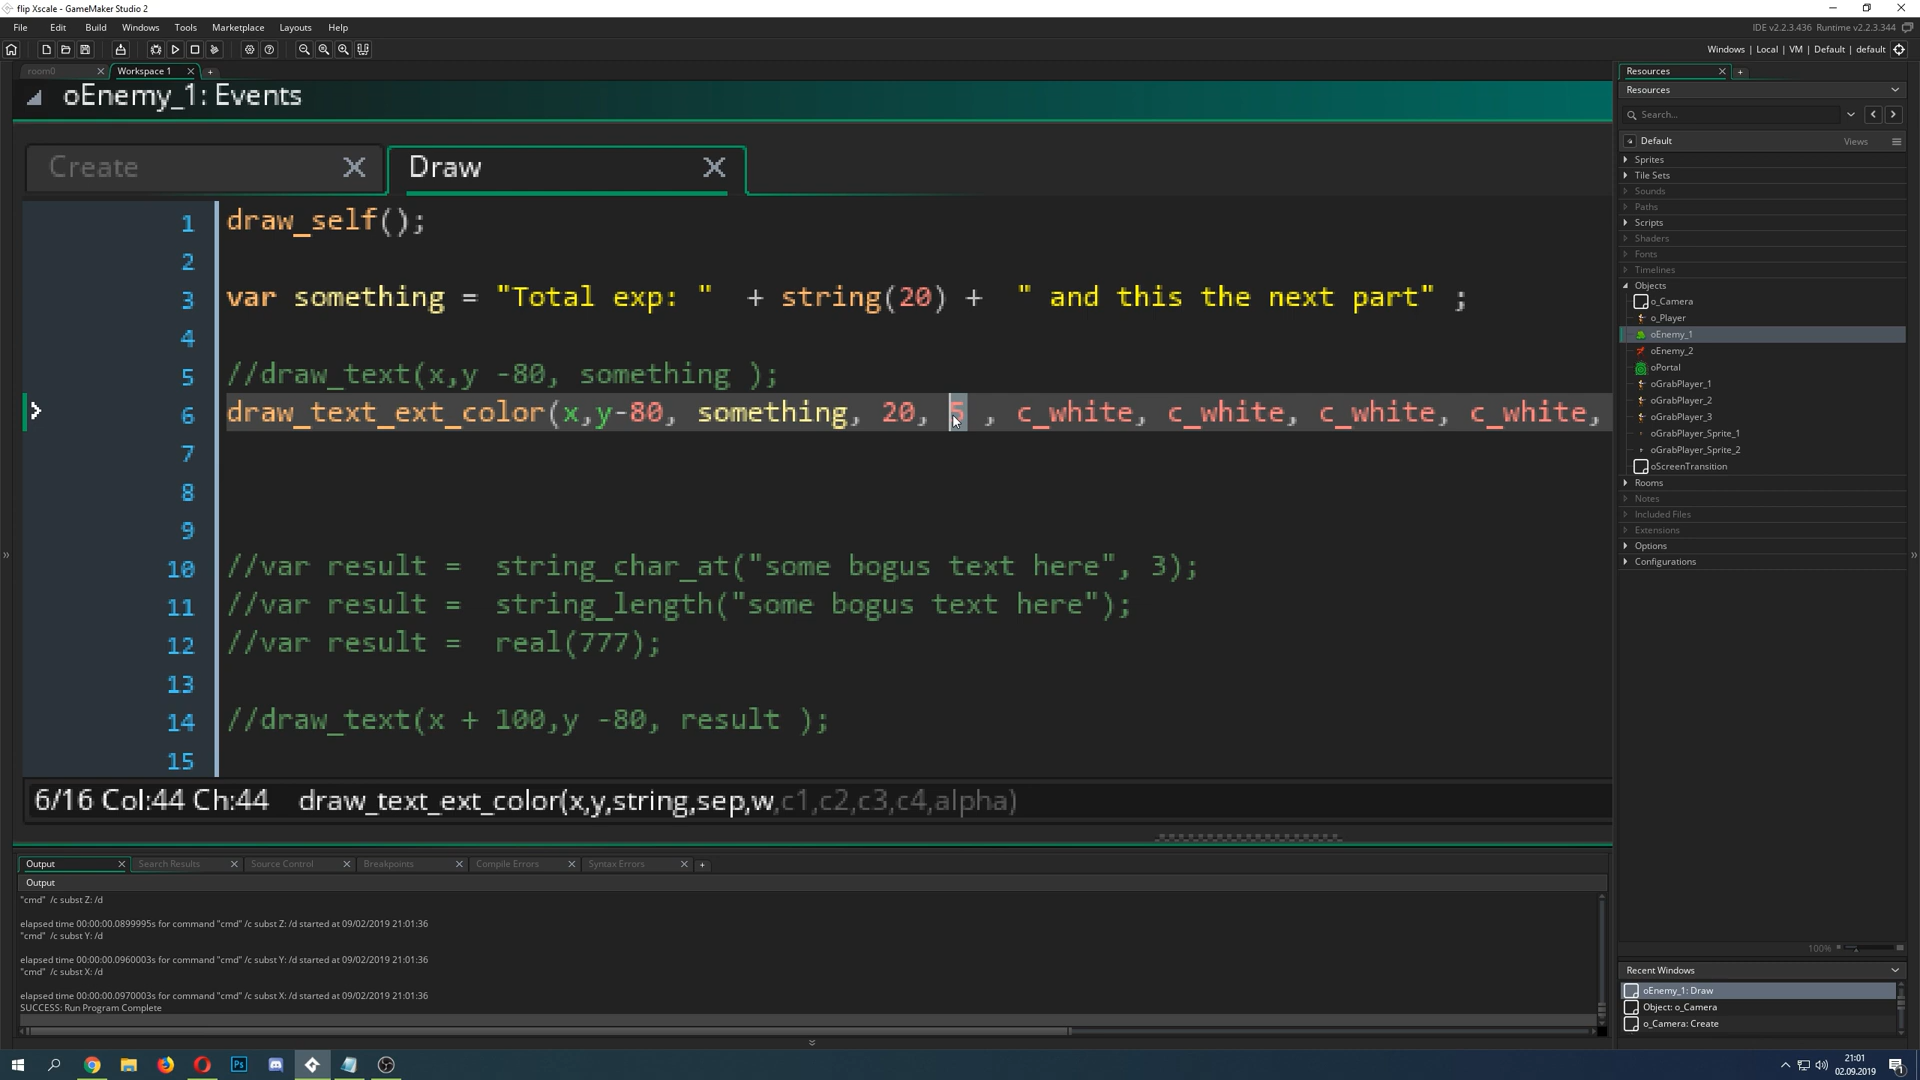 flip Xscale - GameMaker Studio 2
File Edit Build Windows Tools Marketplace Layouts Help
IDE v2.2.3.436 Runtime v2.2.3.344
Windows | Local | VM | Default | default
room0
Workspace 1
oEnemy_1: Events
Create
Draw
1 draw_self();
2
3 var something = "Total exp: "  + string(20) +  " and this the next part" ;
4
5 //draw_text(x,y -80, something );
6 draw_text_ext_color(x,y-80, something, 20, 5 , c_white, c_white, c_white, c_white,
7
8
9
10 //var result =  string_char_at("some bogus text here", 3);
11 //var result =  string_length("some bogus text here");
12 //var result =  real(777);
13
14 //draw_text(x + 100,y -80, result );
15
6/16 Col:44 Ch:44 draw_text_ext_color(x,y,string,sep,w,c1,c2,c3,c4,alpha)
Output Search Results Source Control Breakpoints Compile Errors Syntax Errors
Output
"cmd" /c subst Z: /d
elapsed time 00:00:00.0899995s for command "cmd" /c subst Z: /d started at 09/02/2019 21:01:36
"cmd" /c subst Y: /d
elapsed time 00:00:00.0960003s for command "cmd" /c subst Y: /d started at 09/02/2019 21:01:36
"cmd" /c subst X: /d
elapsed time 00:00:00.0970003s for command "cmd" /c subst X: /d started at 09/02/2019 21:01:36
SUCCESS: Run Program Complete
Resources
Resources
Search...
Default
Views
Sprites
Tile Sets
Sounds
Paths
Scripts
Shaders
Fonts
Timelines
Objects
o_Camera
o_Player
oEnemy_1
oEnemy_2
oPortal
oGrabPlayer_1
oGrabPlayer_2
oGrabPlayer_3
oGrabPlayer_Sprite_1
oGrabPlayer_Sprite_2
oScreenTransition
Rooms
Notes
Included Files
Extensions
Options
Configurations
100%
Recent Windows
oEnemy_1: Draw
Object: o_Camera
o_Camera: Create
Ps
21:01
02.09.2019